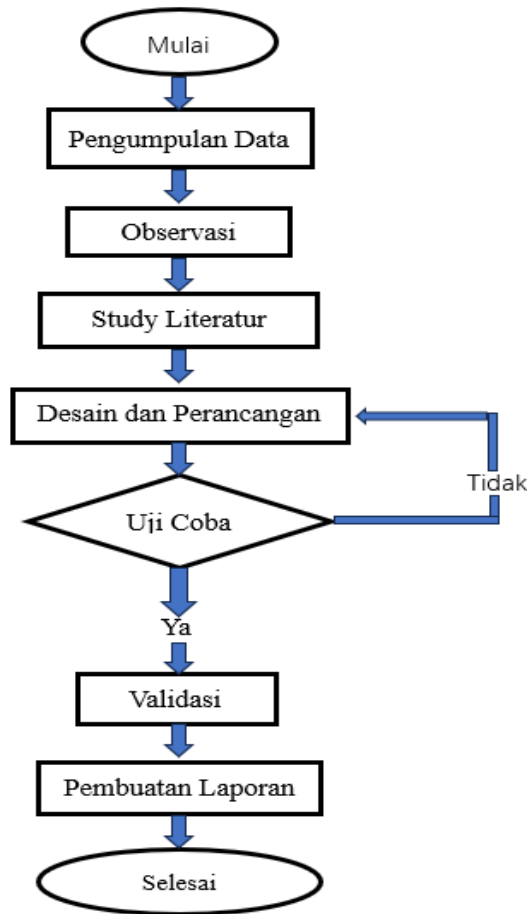 Mulai
Pengumpulan Data
Observasi
Study Literatur
Desain dan Perancangan
Tidak
Uji Coba
Ya
Validasi
Pembuatan Laporan
Selesai